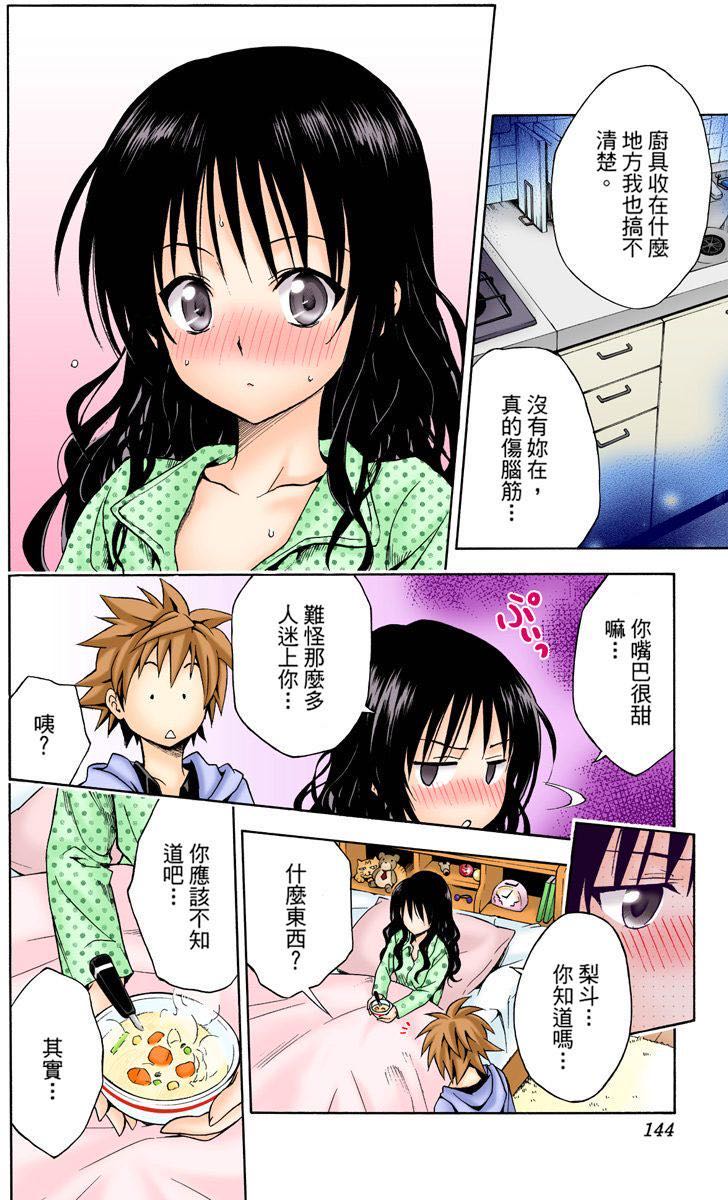 廚具收在什麼
地方我也搞不
清楚。
沒有妳在，
真的傷腦筋…
你嘴巴很甜
嘛…
ぷいっ
難怪那麼多
人迷上你…
咦？
梨斗…
你知道嗎…
什麼東西？
你應該不知
道吧…
其實…
144